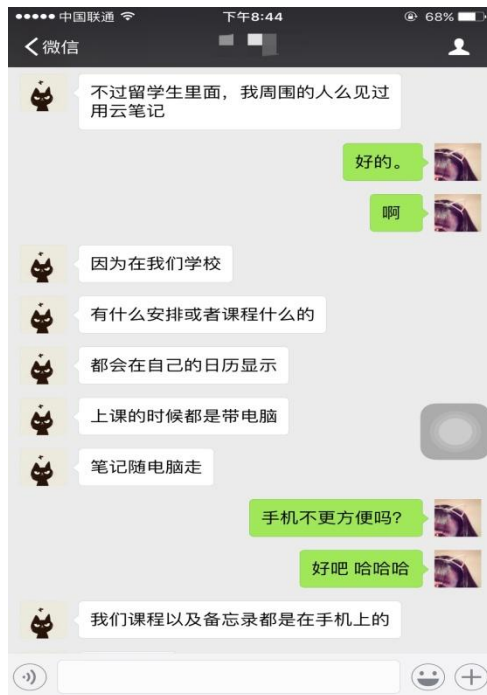 中国联通
下午8:44
68%
微信
不过留学生里面，我周围的人么见过
用云笔记
好的。
啊
因为在我们学校
有什么安排或者课程什么的
都会在自己的日历显示
上课的时候都是带电脑
笔记随电脑走
手机不更方便吗?
好吧 哈哈哈
我们课程以及备忘录都是在手机上的